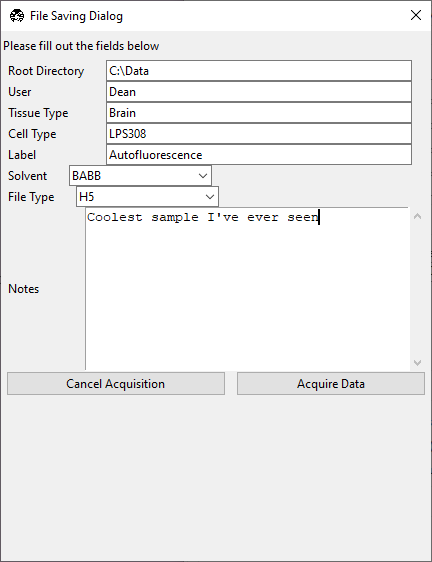 File Saving Dialog
Please fill out the fields below
Root Directory C:\Data
User Dean
Tissue Type Brain
Cell Type LPS308
Label Autofluorescence
Solvent BABB
File Type H5
Coolest sample I've ever seen
Notes
Cancel Acquisition Acquire Data